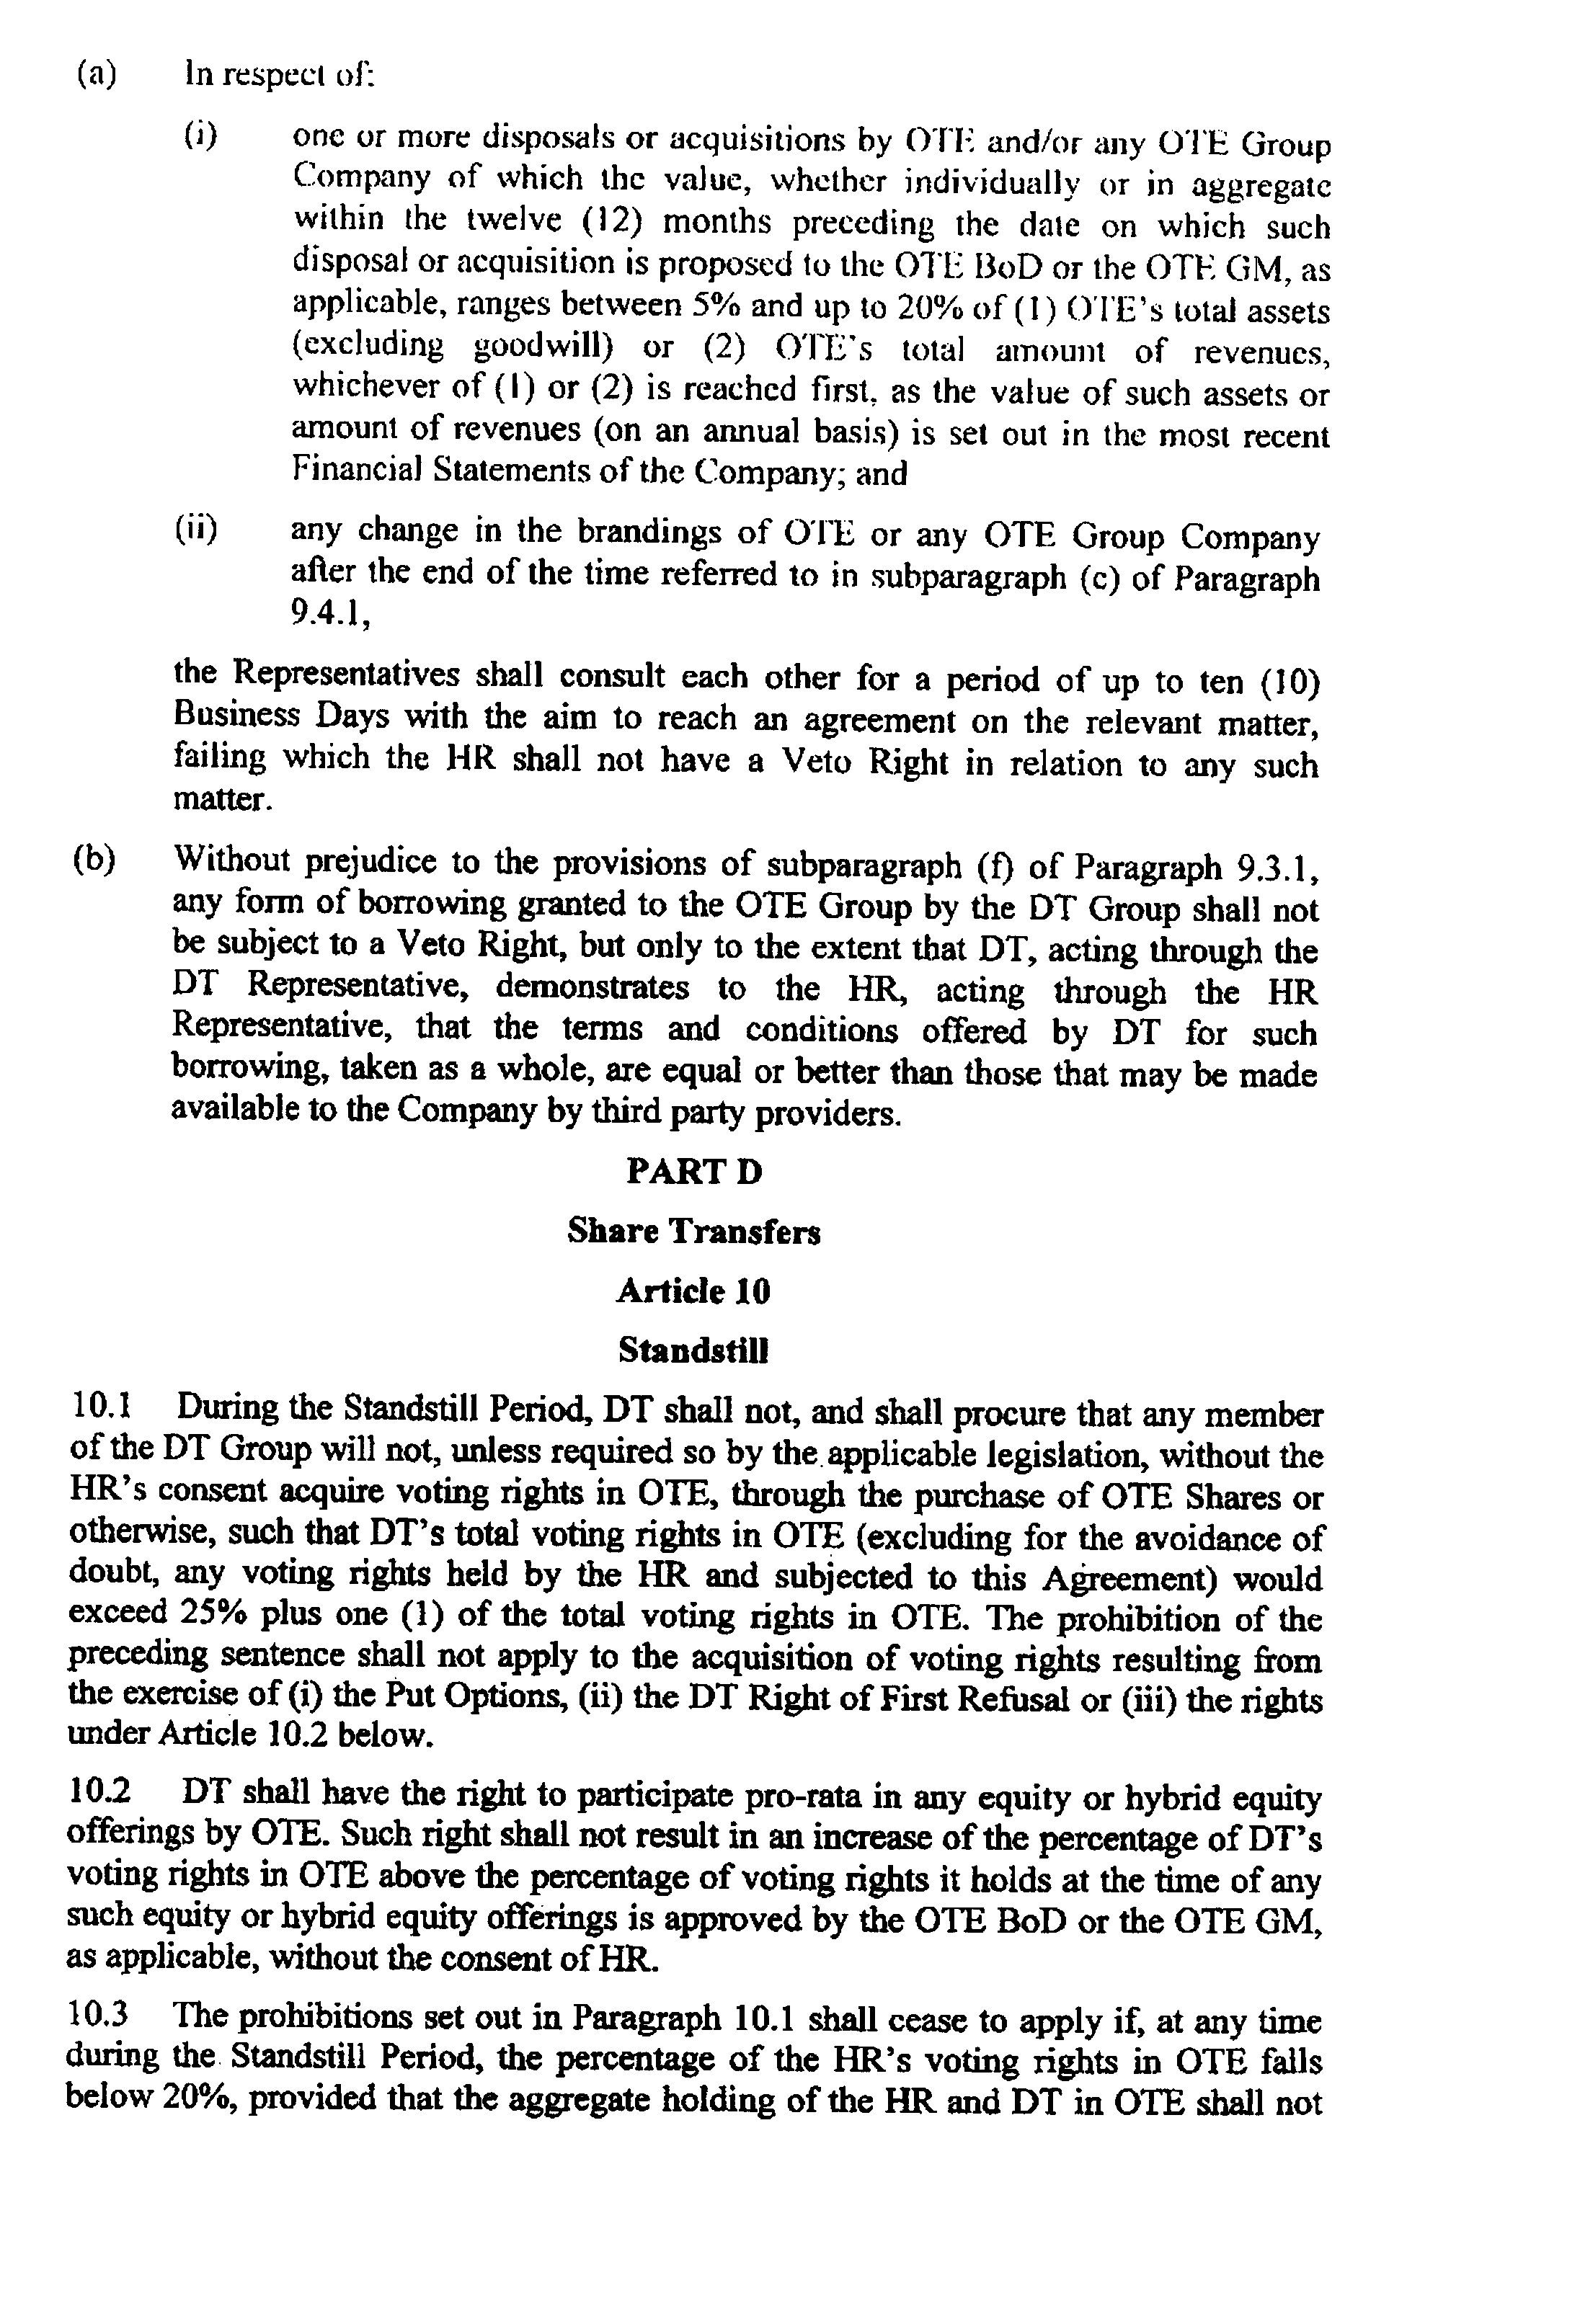 (a) In respect of:
(i) one or more disposals or acquisitions by OTE and/or any OTE Group
Company of which the value, whether individually or in aggregate
within the twelve (12) months preceding the date on which such
disposal or acquisition is proposed to the OTE BoD or the OTE GM, as
applicable, ranges between 5% and up to 20% of (1) OTE's total assets
(excluding goodwill) or (2) OTE's total amount of revenues,
whichever of (1) or (2) is reached first, as the value of such assets or
amount of revenues (on an annual basis) is set out in the most recent
Financial Statements of the Company; and
(ii) any change in the brandings of OTE or any OTE Group Company
after the end of the time referred to in subparagraph (c) of Paragraph
9.4.1,
the Representatives shall consult each other for a period of up to ten (10)
Business Days with the aim to reach an agreement on the relevant matter,
failing which the HR shall not have a Veto Right in relation to any such
matter.
(b) Without prejudice to the provisions of subparagraph (f) of Paragraph 9.3.1,
any form of borrowing granted to the OTE Group by the DT Group shall not
be subject to a Veto Right, but only to the extent that DT, acting through the
DT Representative, demonstrates to the HR, acting through the HR
Representative, that the terms and conditions offered by DT for such
borrowing, taken as a whole, are equal or better than those that may be made
available to the Company by third party providers.
PART D
Share Transfers
Article 10
Standstill
10.1 During the Standstill Period, DT shall not, and shall procure that any member
of the DT Group will not, unless required so by the applicable legislation, without the
HR's consent acquire voting rights in OTE, through the purchase of OTE Shares or
otherwise, such that DT's total voting rights in OTE (excluding for the avoidance of
doubt, any voting rights held by the HR and subjected to this Agreement) would
exceed 25% plus one (1) of the total voting rights in OTE. The prohibition of the
preceding sentence shall not apply to the acquisition of voting rights resulting from
the exercise of (i) the Put Options, (ii) the DT Right of First Refusal or (iii) the rights
under Article 10.2 below.
10.2 DT shall have the right to participate pro-rata in any equity or hybrid equity
offerings by OTE. Such right shall not result in an increase of the percentage of DT's
voting rights in OTE above the percentage of voting rights it holds at the time of any
such equity or hybrid equity offerings is approved by the OTE BoD or the OTE GM,
as applicable, without the consent of HR.
10.3 The prohibitions set out in Paragraph 10.1 shall cease to apply if, at any time
during the Standstill Period, the percentage of the HR's voting rights in OTE falls
below 20%, provided that the aggregate holding of the HR and DT in OTE shall not